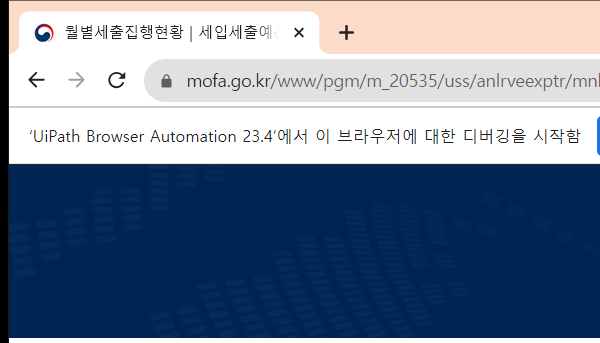 월별세출집행현황 | 세입세출예
mofa.go.kr/www/pgm/m_20535/uss/anlrveexptr/mnl
'UiPath Browser Automation 23.4'에서 이 브라우저에 대한 디버깅을 시작함